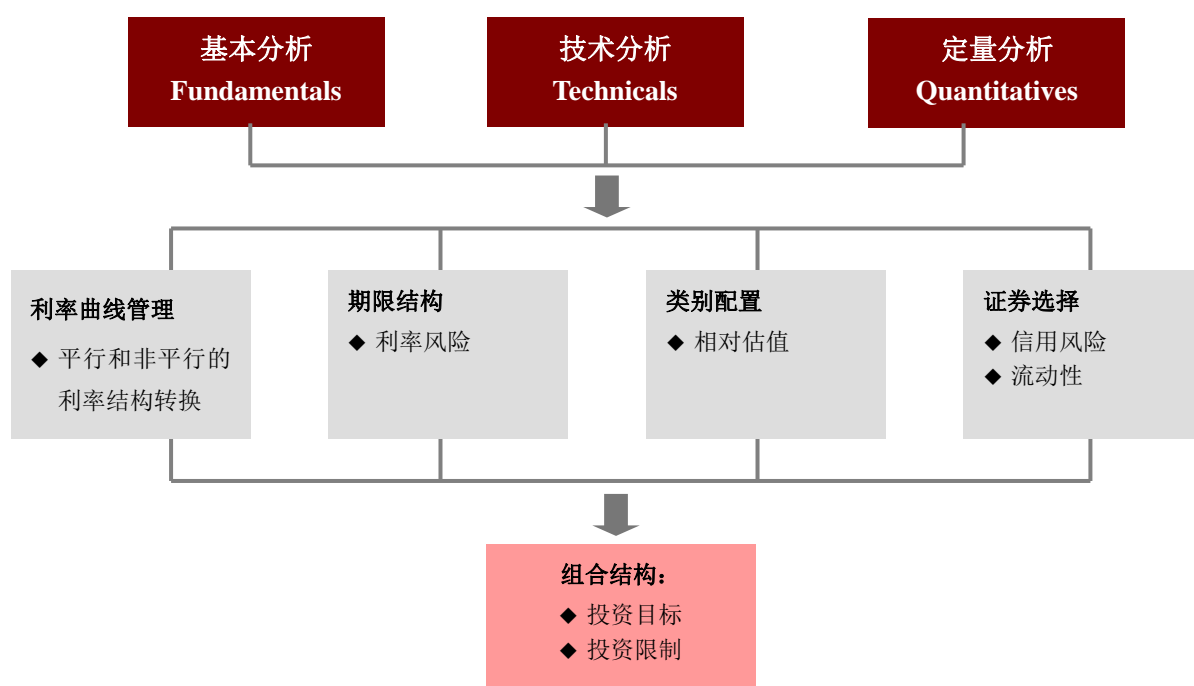 基本分析
Fundamentals
技术分析
Technicals
定量分析
Quantitatives
利率曲线管理
◆ 平行和非平行的
利率结构转换
期限结构
◆ 利率风险
类别配置
◆ 相对估值
证券选择
◆ 信用风险
◆ 流动性
组合结构：
◆ 投资目标
◆ 投资限制